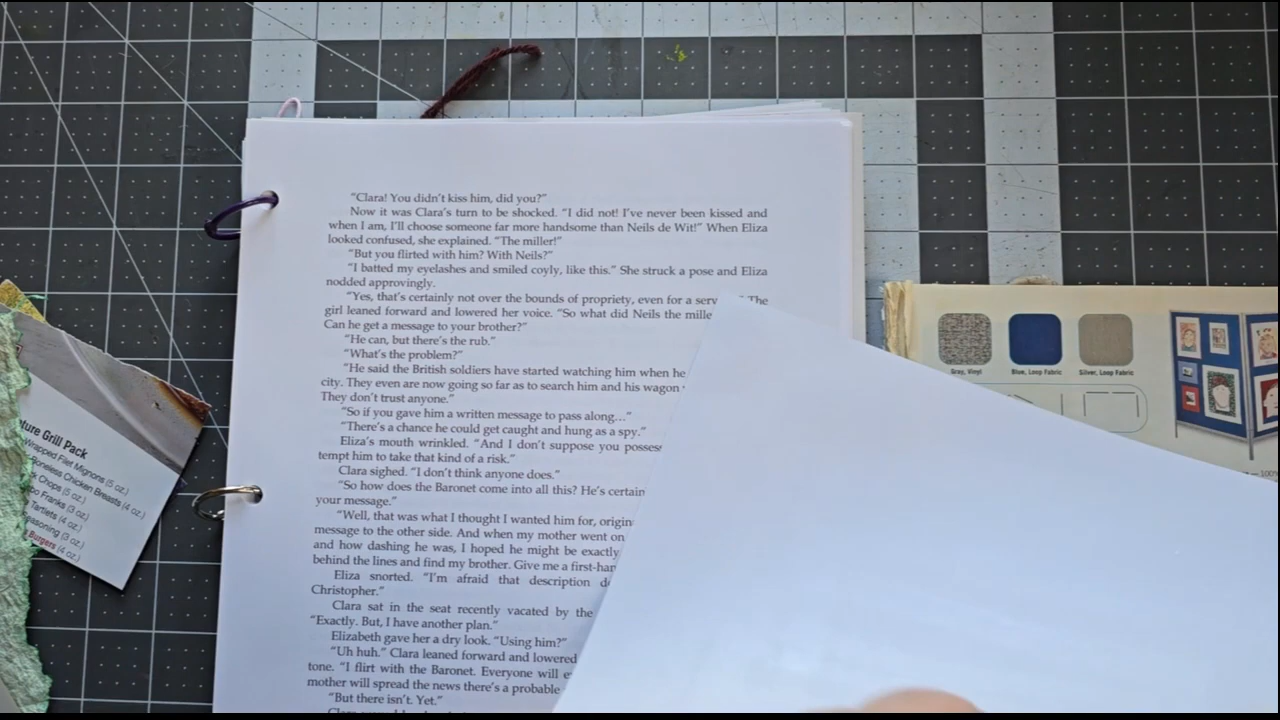 "Clara! You didn't kiss him, did you?"
Now it was Clara's turn to be shocked. "I did not! I've never been kissed and
when I am, I'll choose someone far more handsome than Neils de Wit!" When Eliza
looked confused, she explained. "The miller!"
"But you flirted with him? With Neils?"
"I batted my eyelashes and smiled coyly, like this." She struck a pose and Eliza
nodded approvingly.
"Yes, that's certainly not over the bounds of propriety, even for a serv The
girl leaned forward and lowered her voice. "So what did Neils the mille
Can he get a message to your brother?"
"He can, but there's the rub."
"What's the problem?"
"He said the British soldiers have started watching him when he
city. They even are now going so far as to search him and his wagon
They don't trust anyone."
"So if you gave him a written message to pass along…"
"There's a chance he could get caught and hung as a spy."
Eliza's mouth wrinkled. "And I don't suppose you posses
tempt him to take that kind of a risk."
Clara sighed. "I don't think anyone does."
"So how does the Baronet come into all this? He's certain
your message."
"Well, that was what I thought I wanted him for, origin
message to the other side. And when my mother went on
and how dashing he was, I hoped he might be exactly
behind the lines and find my brother. Give me a first-han
Eliza snorted. "I'm afraid that description d
Christopher."
Clara sat in the seat recently vacated by the
"Exactly. But, I have another plan."
Elizabeth gave her a dry look. "Using him?"
"Uh huh." Clara leaned forward and lowered
tone. "I flirt with the Baronet. Everyone will
mother will spread the news there's a probable
"But there isn't. Yet."
ture Grill Pack
Wrapped Filet Mignons (5 oz.)
Boneless Chicken Breasts (4 oz.)
k Chops (5 oz.)
bo Franks (3 oz.)
Tartlets (4 oz.)
easoning (3 oz.)
Burgers (4 oz.)
Gray, Vinyl
Blue, Loop Fabric
Silver, Loop Fabric